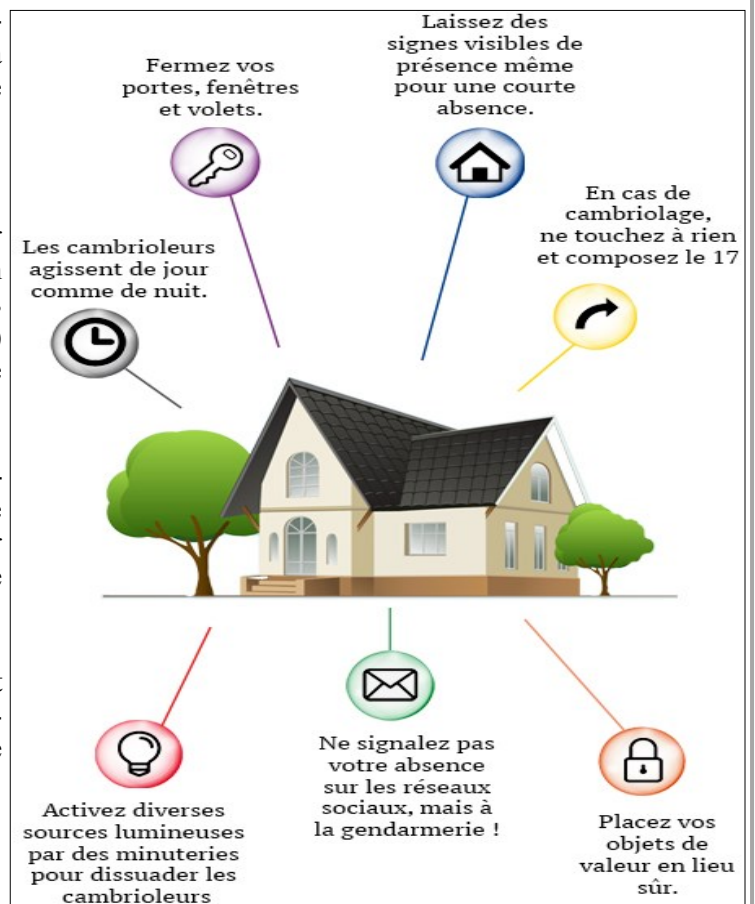 Laissez des
signes visibles de
présence même
pour une courte
absence.
Fermez vos
portes, fenêtres
et volets.
En cas de
cambriolage,
ne touchez à rien
et composez le 17
Les cambrioleurs
agissent de jour
comme de nuit.
Activez diverses
sources lumineuses
par des minuteries
pour dissuader les
cambrioleurs
Ne signalez pas
votre absence
sur les réseaux
sociaux, mais à
la gendarmerie !
Placez vos
objets de
valeur en lieu
sûr.